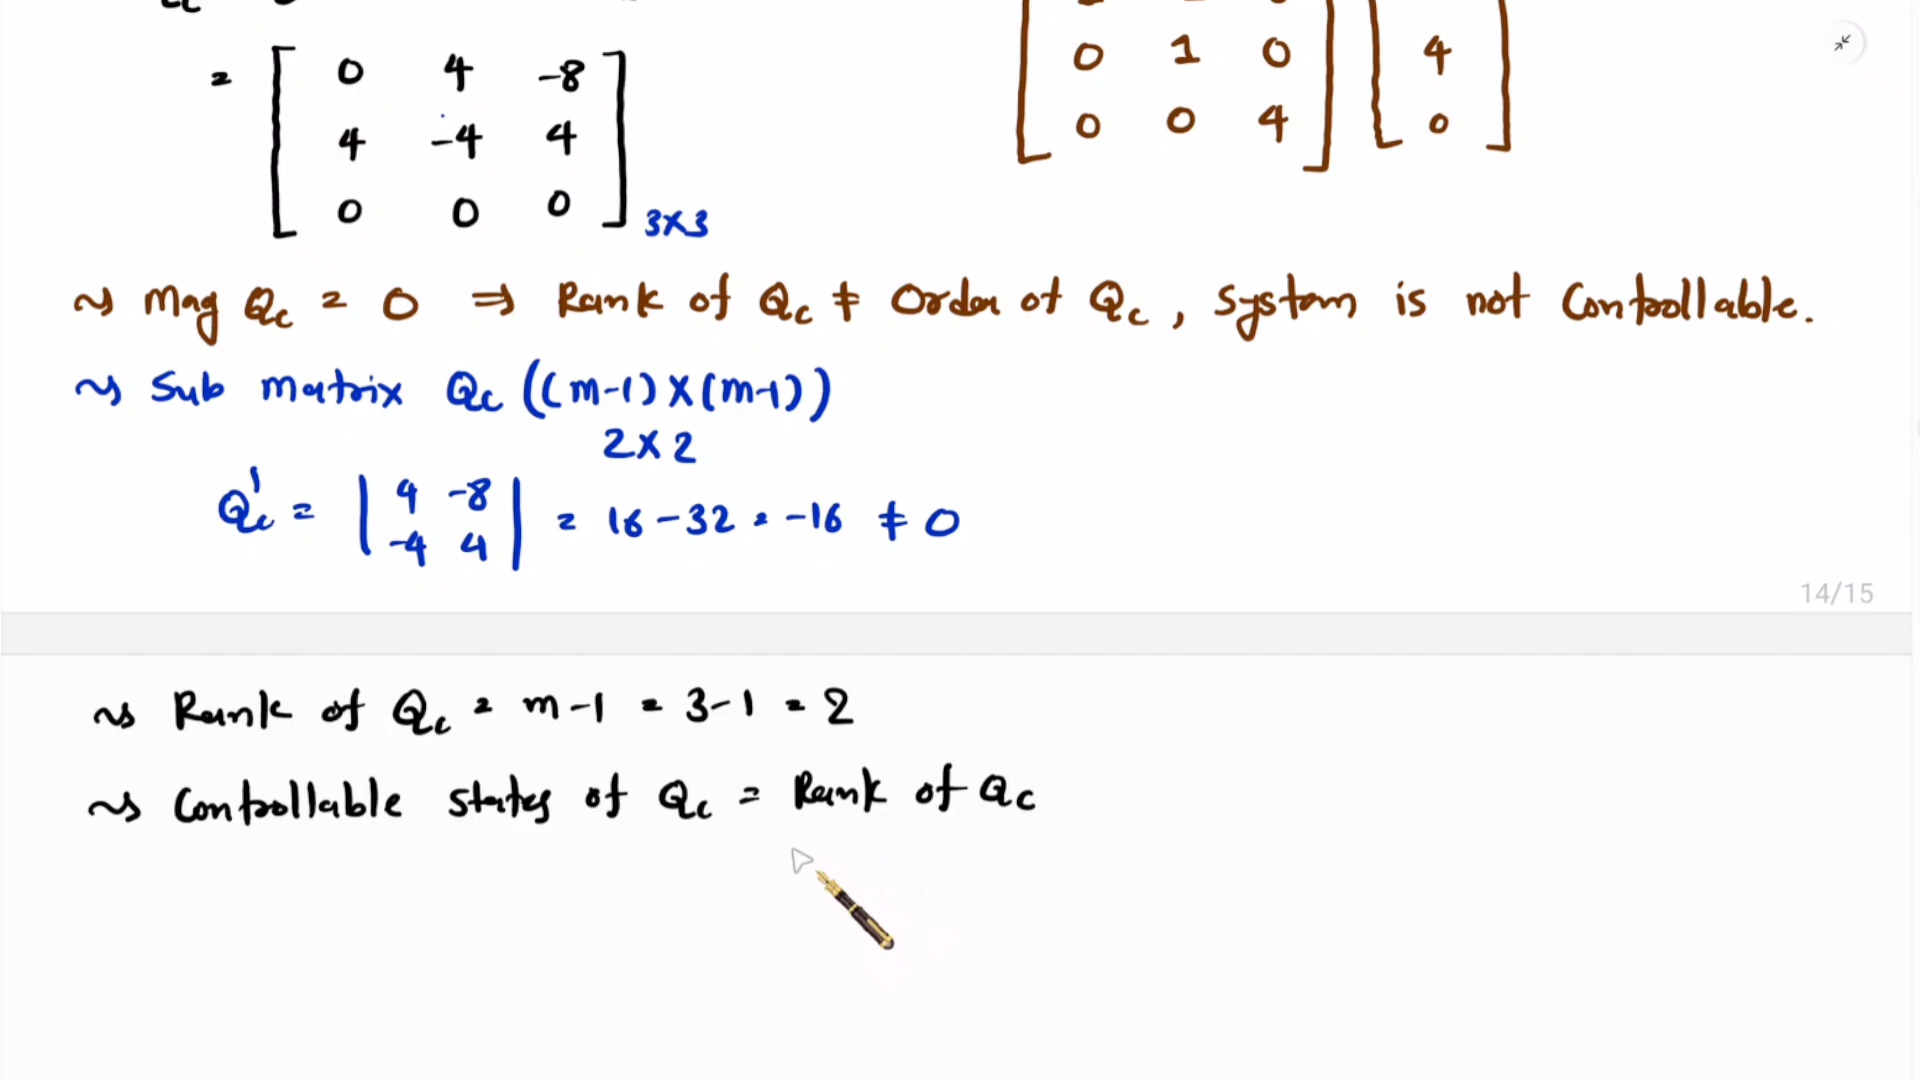 = [ 0 4 -8
4 -4 4
0 0 0 ] 3x3
0 1 0
0 0 4
4
0
~> Mag Qc = 0 ⇒ Rank of Qc ≠ Order of Qc, System is not Controllable.
~> Sub matrix Qc ((m-1)x(m-1))
2x2
Qc' = | 4 -8
-4 4 | = 16-32 = -16 ≠ 0
14/15
~> Rank of Qc = m-1 = 3-1 = 2
~> Controllable states of Qc = Rank of Qc